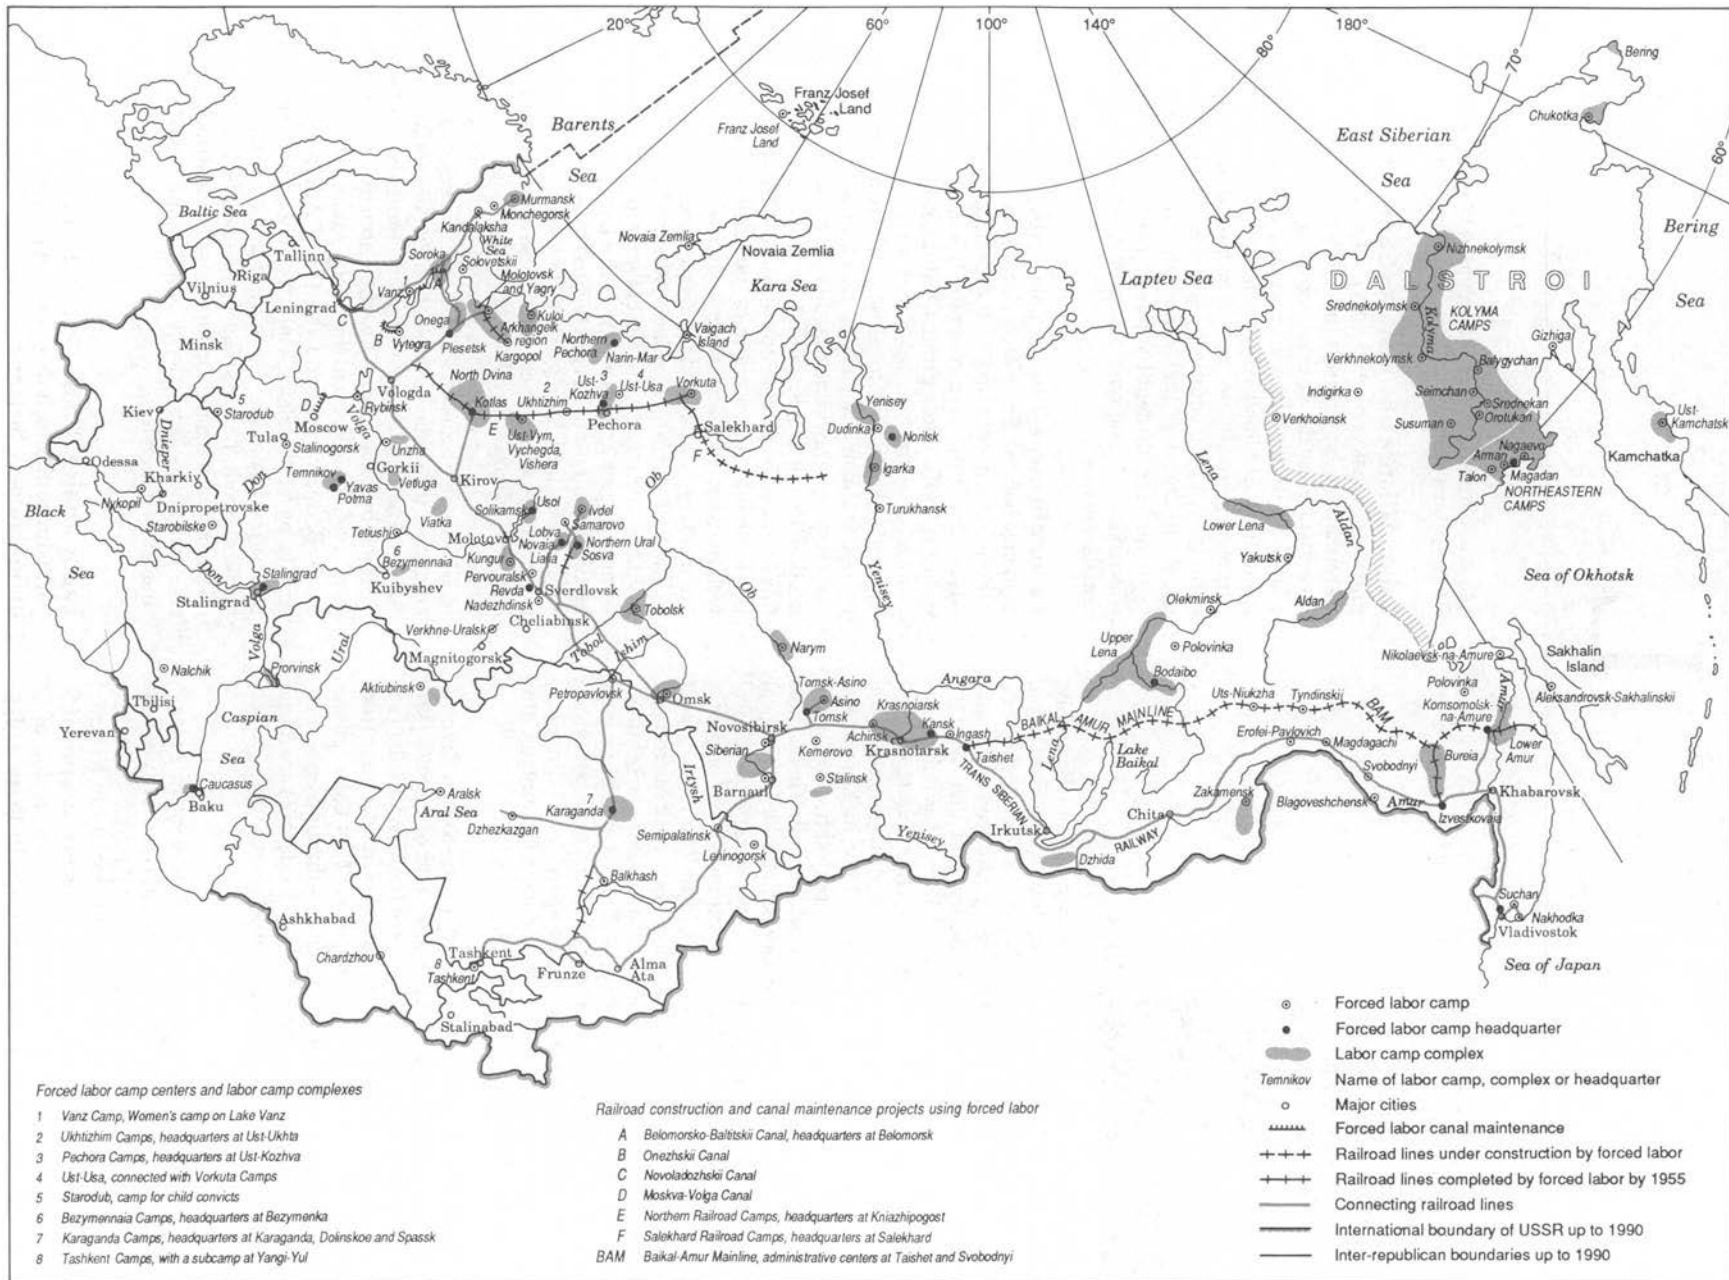 20°
60°
100°
140°
180°
80°
70°
60°
Bering
Chukotka
Franz Josef
Land
Franz Josef
Land
Barents
Sea
East Siberian
Sea
Bering
Sea
Baltic Sea
Murmansk
Monchegorsk
Kandalaksha
White
Sea
Soroka
Solovetskii
Molotovsk
and Yagry
Novaia Zemlia
Novaia Zemlia
Kara Sea
Laptev Sea
Nizhnekolymsk
DALSTROI
Srednekolymsk
KOLYMA
CAMPS
Kolyma
Gizhiga
Verkhnekolymsk
Balygychan
Indigirka
Seimchan
Srednekan
Orotukan
Verkhoiansk
Susuman
Nagaevo
Arman
Talon
Magadan
NORTHEASTERN
CAMPS
Ust-
Kamchatsk
Kamchatka
Tallinn
Riga
Vilnius
Leningrad
Vanz
1
A
C
B
Onega
Vytegra
Plesetsk
Arkhangelk
region
Kargopol
Kuloi
Northern
Pechora
Narin-Mar
Vaigach
Island
Minsk
North Dvina
Vologda
Rybinsk
Kotlas
2
Ukhtizhim
3
Ust-
Kozhva
4
Ust-Usa
Vorkuta
Pechora
Salekhard
E
F
Ust-Vym,
Vychegda,
Vishera
Yenisey
Dudinka
Norilsk
Igarka
Turukhansk
Kiev
5
Starodub
D
Moscow
Volga
Dnieper
Tula
Stalinogorsk
Unzha
Gorkii
Vetluga
Temnikov
Yavas
Potma
Kirov
Odessa
Kharkiv
Don
Nykopil
Dnipropetrovske
Starobilske
Black
Sea
Viatka
Solikamsk
Usol
Ivdel
Samarovo
Lobva
Novaia
Lialia
Northern Ural
Sosva
Molotovo
Kungur
Pervouralsk
Revda
Sverdlovsk
Nadezhdinsk
Tetiushi
6
Bezymennaia
Kuibyshev
Don
Stalingrad
Stalingrad
Cheliabinsk
Verkhne-Uralsk
Magnitogorsk
Tobolsk
Tobol
Ishim
Ob
Ob
Narym
Yenisey
Lena
Lower Lena
Aldan
Yakutsk
Olekminsk
Aldan
Upper
Lena
Polovinka
Bodaibo
Sea of Okhotsk
Nalchik
Volga
Ural
Prorvinsk
Aktiubinsk
Tbilisi
Yerevan
Caspian
Sea
Petropavlovsk
Omsk
Tomsk-Asino
Asino
Tomsk
Novosibirsk
Siberian
Kemerovo
Stalinsk
Barnaul
Irtysh
Krasnoiarsk
Achinsk
Kansk
Ingash
Krasnoiarsk
Taishet
Angara
BAIKAL AMUR MAINLINE
BAM
Lena
Lake
Baikal
TRANS SIBERIAN
RAILWAY
Uts-Niukzha
Tyndinskii
Erofei-Pavlovich
Magdagachi
Svobodnyi
Zakamensk
Blagoveshchensk
Amur
Chita
Irkutsk
Dzhida
Yenisey
Nikolaevsk-na-Amure
Sakhalin
Island
Polovinka
Amur
Aleksandrovsk-Sakhalinskii
Komsomolsk-
na-Amure
Bureia
Lower
Amur
Khabarovsk
Izvestkovaia
Suchan
Nakhodka
Vladivostok
Sea of Japan
Caucasus
Baku
Aralsk
Aral Sea
Dzhezkazgan
7
Karaganda
Semipalatinsk
Leninogorsk
Balkhash
Ashkhabad
Chardzhou
Tashkent
8
Tashkent
Frunze
Alma
Ata
Stalinabad
Forced labor camp
Forced labor camp headquarter
Labor camp complex
Temnikov Name of labor camp, complex or headquarter
Major cities
Forced labor canal maintenance
Railroad lines under construction by forced labor
Railroad lines completed by forced labor by 1955
Connecting railroad lines
International boundary of USSR up to 1990
Inter-republican boundaries up to 1990
Forced labor camp centers and labor camp complexes
1 Vanz Camp, Women's camp on Lake Vanz
2 Ukhtizhim Camps, headquarters at Ust-Ukhta
3 Pechora Camps, headquarters at Ust-Kozhva
4 Ust-Usa, connected with Vorkuta Camps
5 Starodub, camp for child convicts
6 Bezymennaia Camps, headquarters at Bezymenka
7 Karaganda Camps, headquarters at Karaganda, Dolinskoe and Spassk
8 Tashkent Camps, with a subcamp at Yangi-Yul
Railroad construction and canal maintenance projects using forced labor
A Belomorsko-Baltitskii Canal, headquarters at Belomorsk
B Onezhskii Canal
C Novoladozhskii Canal
D Moskva-Volga Canal
E Northern Railroad Camps, headquarters at Kniazhipogost
F Salekhard Railroad Camps, headquarters at Salekhard
BAM Baikal-Amur Mainline, administrative centers at Taishet and Svobodnyi